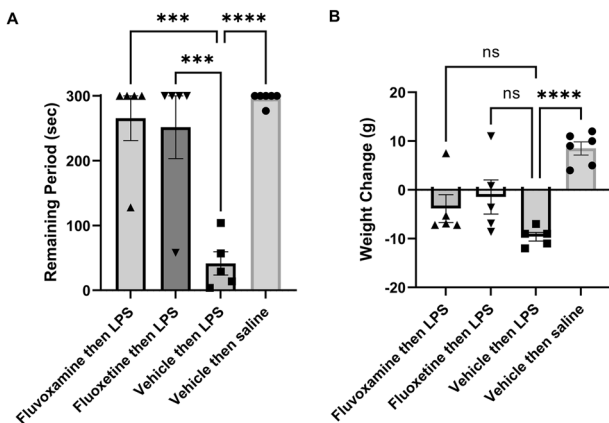 A
***
****
***
Remaining Period (sec)
300
200
100
0
Fluvoxamine then LPS
Fluoxetine then LPS
Vehicle then LPS
Vehicle then saline
B
ns
ns
****
Weight Change (g)
20
10
0
-10
-20
Fluvoxamine then LPS
Fluoxetine then LPS
Vehicle then LPS
Vehicle then saline